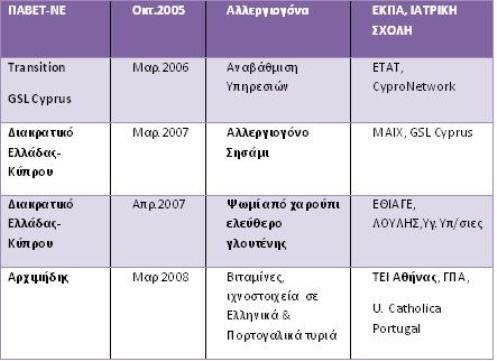 ΠΑΒΕΤ-ΝΕ Οκτ.2005 Αλλεργιογόνα ΕΚΠΑ, ΙΑΤΡΙΚΗ
ΣΧΟΛΗ
Transition Μαρ.2006 Αναβάθμιση ΕΤΑΤ,
GSL Cyprus Υπηρεσιών CyproNetwork
Διακρατικό Μαρ.2007 Αλλεργιογόνο ΜΑΙΧ, GSL Cyprus
Ελλάδας- Σησάμι
Κύπρου
Διακρατικό Απρ.2007 Ψωμί από χαρούπι ΕΘΙΑΓΕ,
Ελλάδας- ελεύθερο ΛΟΥΛΗΣ,Υγ.Υπ/σιες
Κύπρου γλουτένης
Αρχιμήδης Μαρ 2008 Βιταμίνες, ΤΕΙ Αθήνας, ΓΠΑ,
ιχνοστοιχεία σε
Ελληνικά & U. Catholica
Πορτογαλικά τυριά Portugal